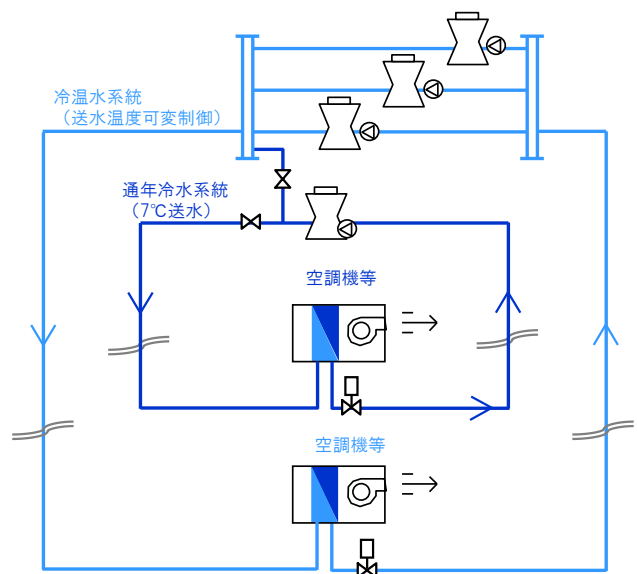 冷温水系統
（送水温度可変制御）
通年冷水系統
（7℃送水）
空調機等
空調機等